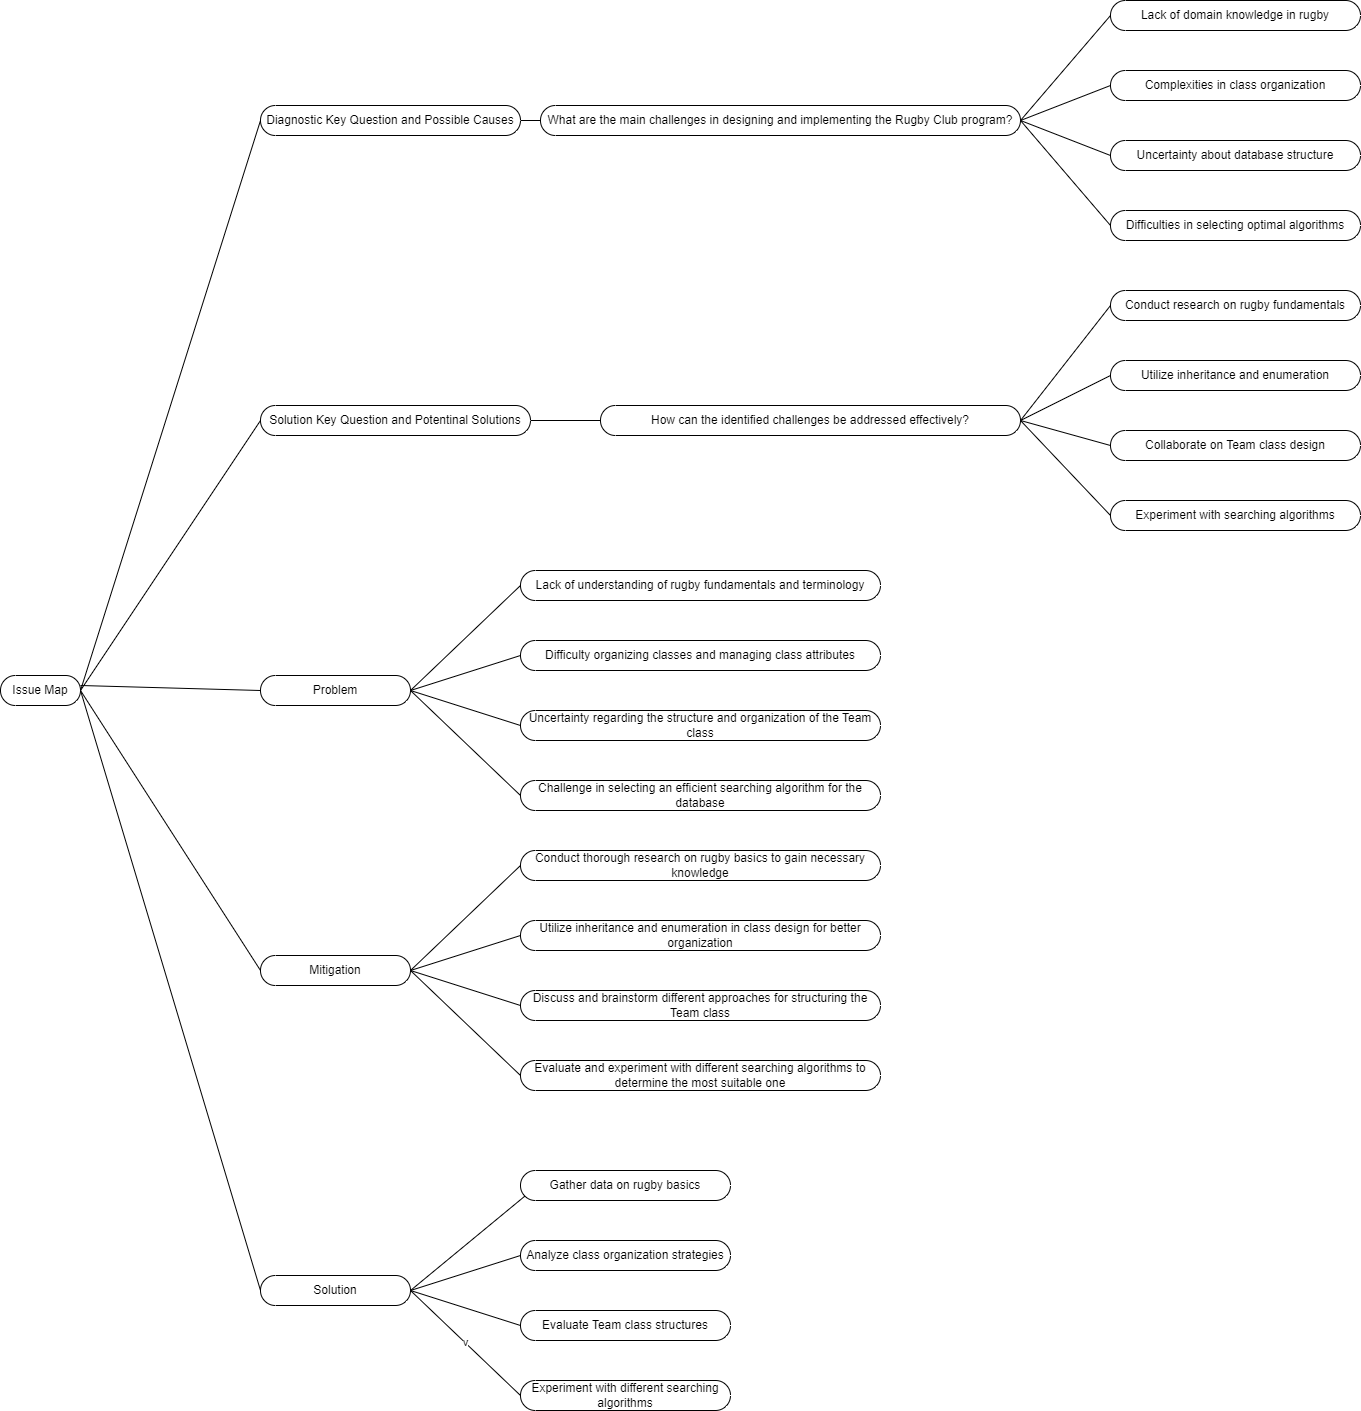 Lack of domain knowledge in rugby
Complexities in class organization
Diagnostic Key Question and Possible Causes
What are the main challenges in designing and implementing the Rugby Club program?
Uncertainty about database structure
Difficulties in selecting optimal algorithms
Conduct research on rugby fundamentals
Utilize inheritance and enumeration
Solution Key Question and Potentinal Solutions
How can the identified challenges be addressed effectively?
Collaborate on Team class design
Experiment with searching algorithms
Issue Map
Problem
Lack of understanding of rugby fundamentals and terminology
Difficulty organizing classes and managing class attributes
Uncertainty regarding the structure and organization of the Team
class
Challenge in selecting an efficient searching algorithm for the
database
Mitigation
Conduct thorough research on rugby basics to gain necessary
knowledge
Utilize inheritance and enumeration in class design for better
organization
Discuss and brainstorm different approaches for structuring the
Team class
Evaluate and experiment with different searching algorithms to
determine the most suitable one
Solution
Gather data on rugby basics
Analyze class organization strategies
Evaluate Team class structures
v
Experiment with different searching
algorithms